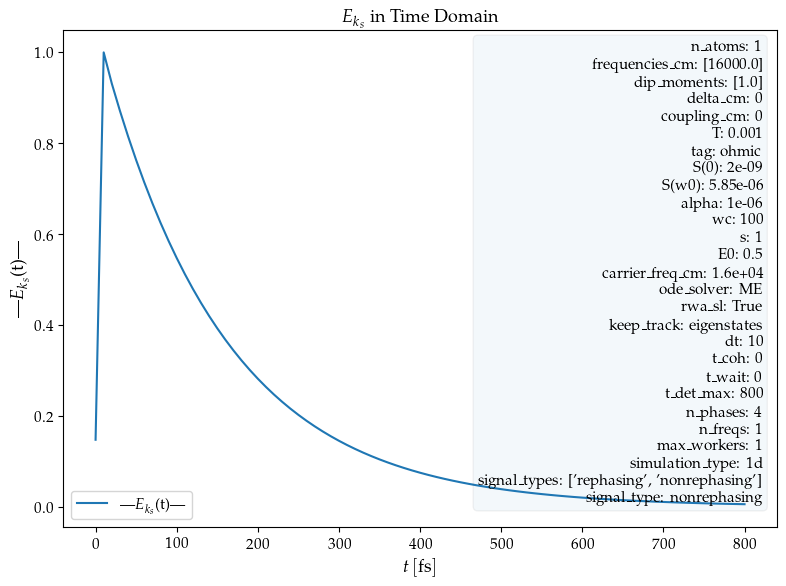 E_{k_s} in Time Domain
n_atoms: 1
frequencies_cm: [16000.0]
dip_moments: [1.0]
delta_cm: 0
coupling_cm: 0
T: 0.001
tag: ohmic
S(0): 2e-09
S(w0): 5.85e-06
alpha: 1e-06
wc: 100
s: 1
E0: 0.5
carrier_freq_cm: 1.6e+04
ode_solver: ME
rwa_sl: True
keep_track: eigenstates
dt: 10
t_coh: 0
t_wait: 0
t_det_max: 800
n_phases: 4
n_freqs: 1
max_workers: 1
simulation_type: 1d
signal_types: ['rephasing', 'nonrephasing']
signal_type: nonrephasing
1.0
0.8
0.6
0.4
0.2
0.0
—E_{k_s}(t)—
—E_{k_s}(t)—
0
100
200
300
400
500
600
700
800
t [fs]